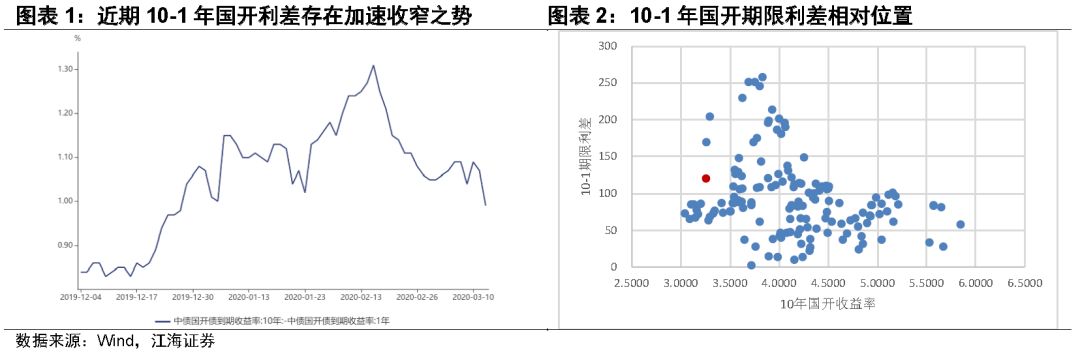 图表 1：近期 10-1 年国开利差存在加速收窄之势
%
1.30
1.20
1.10
1.00
0.90
2019-12-04 2019-12-17 2019-12-30 2020-01-13 2020-01-23 2020-02-13 2020-02-26 2020-03-10
中债国开债到期收益率:10年:-中债国开债到期收益率:1年
图表 2：10-1 年国开期限利差相对位置
300
250
200
150
100
50
0
2.5000 3.0000 3.5000 4.0000 4.5000 5.0000 5.5000 6.0000 6.5000
10-1期限利差
10年国开收益率
数据来源：Wind，江海证券